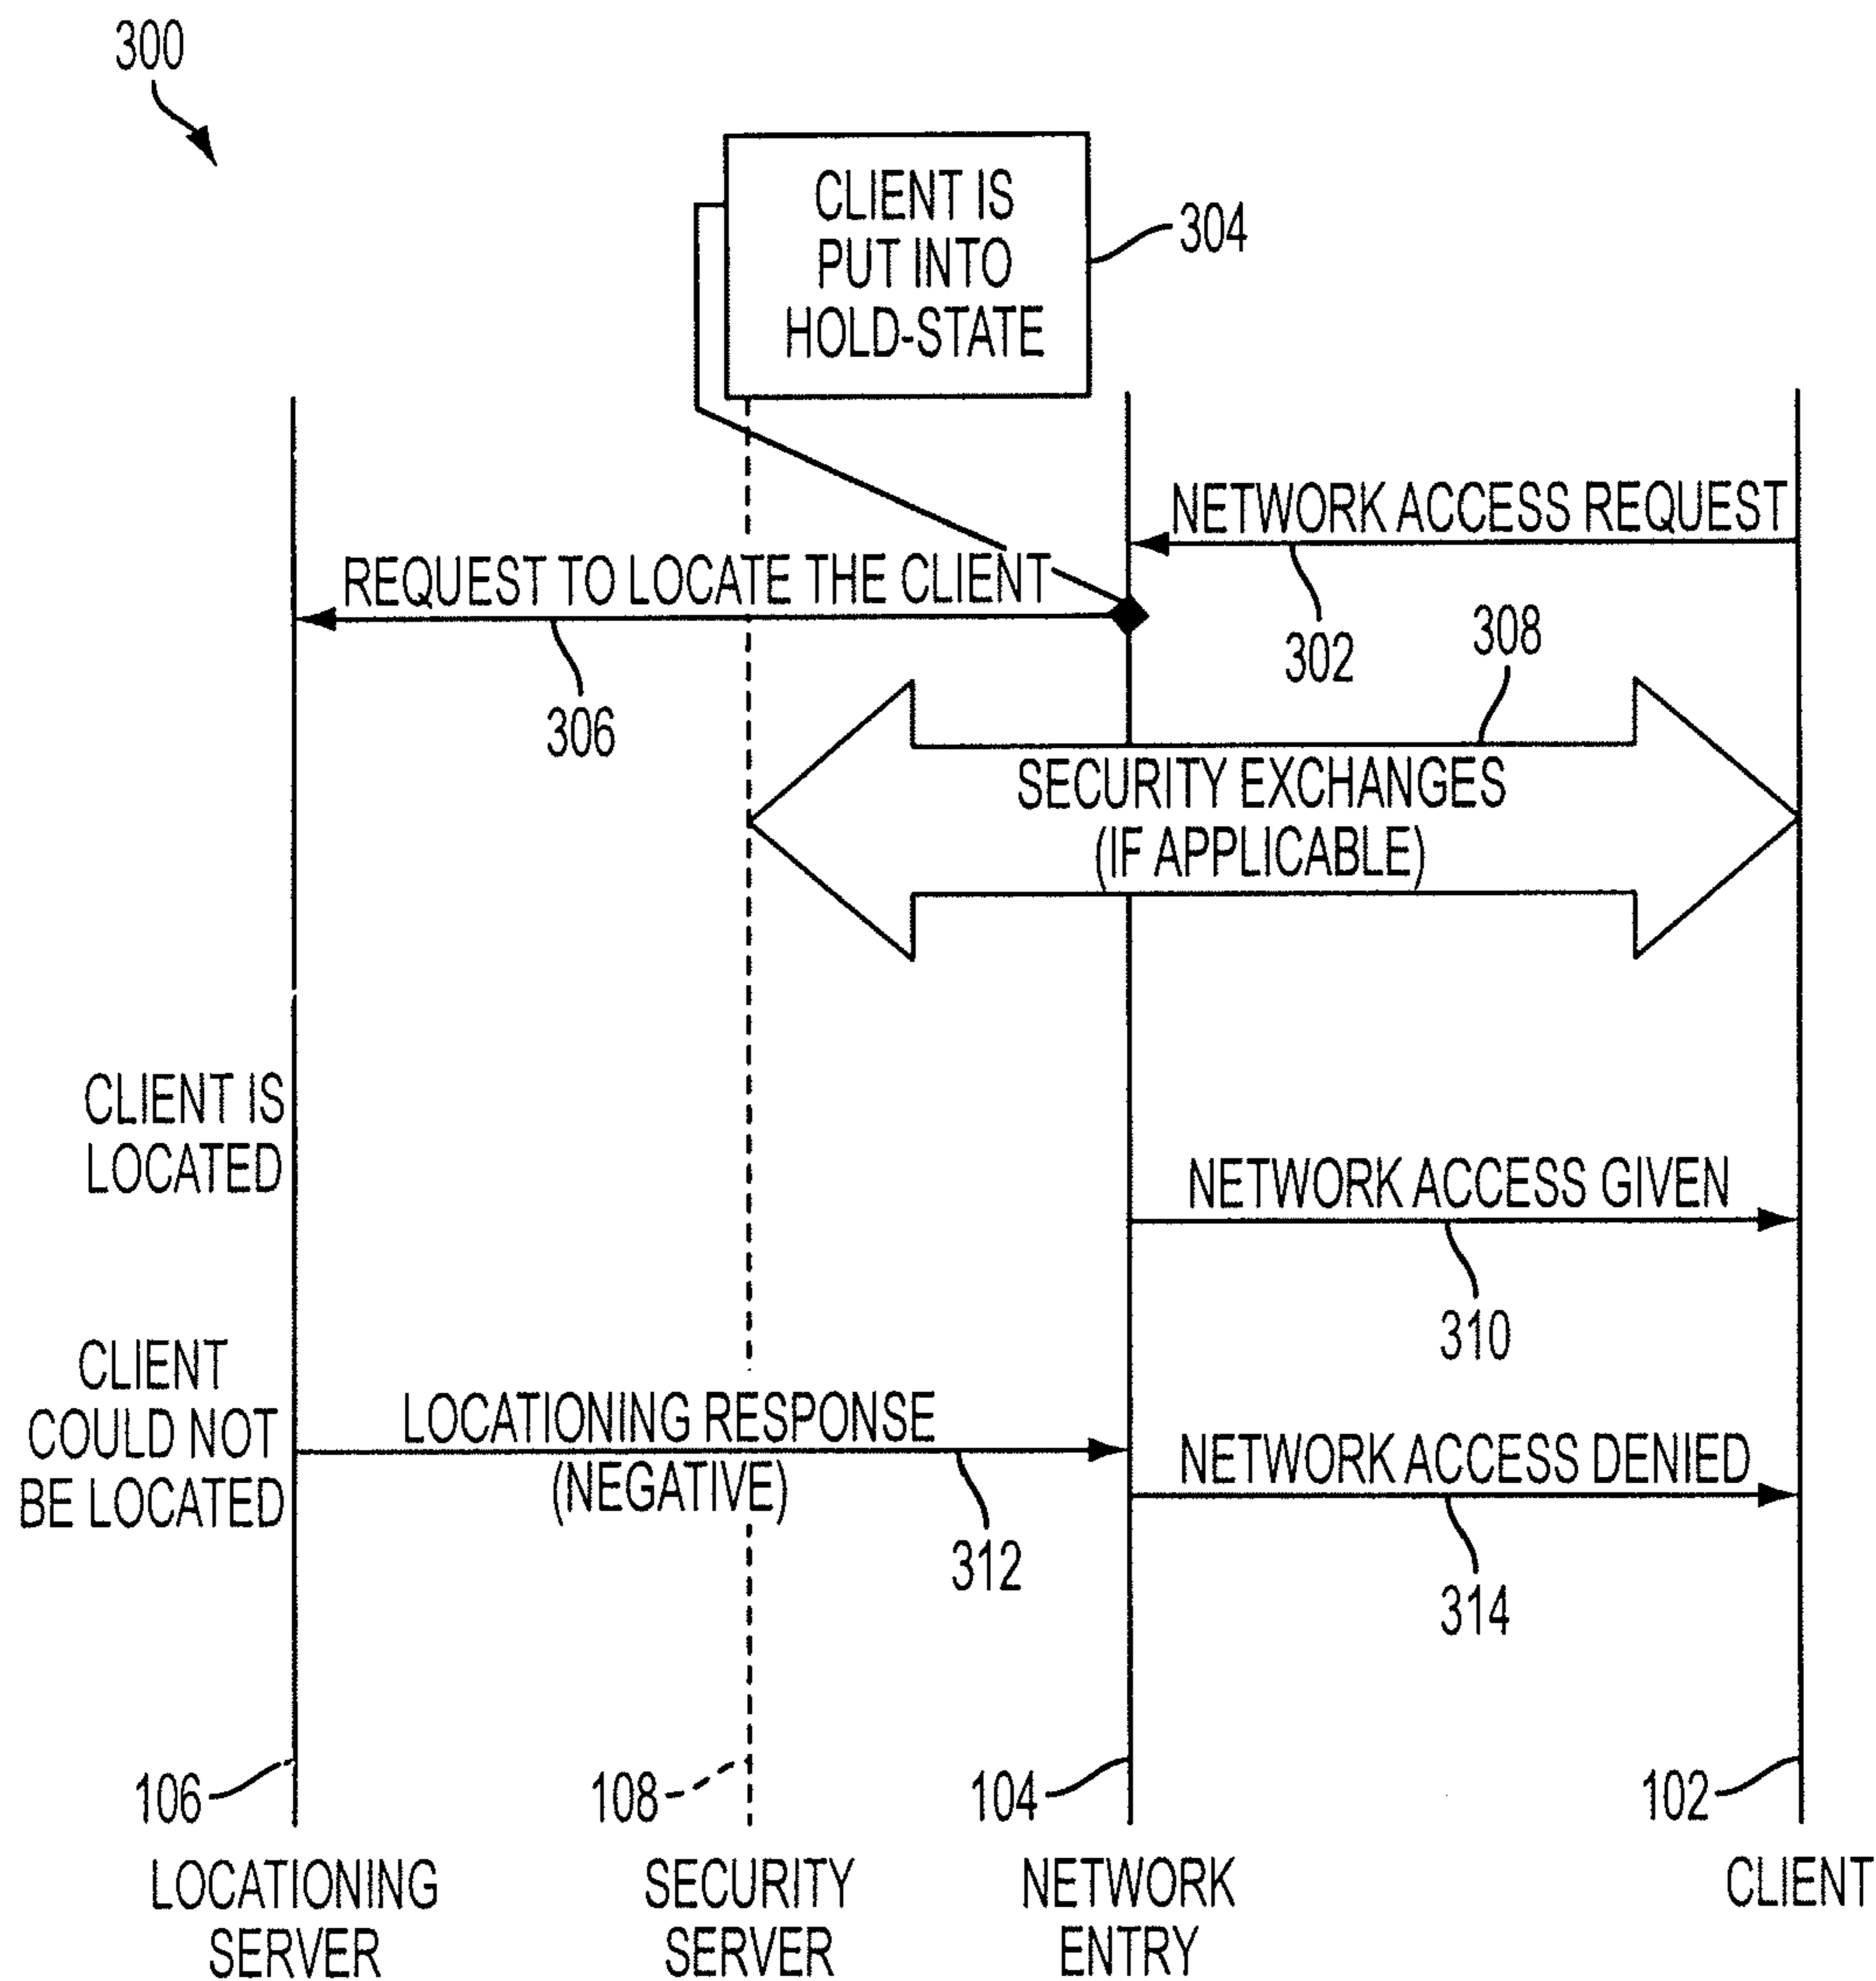 300
CLIENT IS
PUT INTO
HOLD-STATE
304
NETWORK ACCESS REQUEST
302
REQUEST TO LOCATE THE CLIENT
306
308
SECURITY EXCHANGES
(IF APPLICABLE)
CLIENT IS
LOCATED
NETWORK ACCESS GIVEN
310
CLIENT
COULD NOT
BE LOCATED
LOCATIONING RESPONSE
(NEGATIVE)
312
NETWORK ACCESS DENIED
314
106
108
104
102
LOCATIONING
SERVER
SECURITY
SERVER
NETWORK
ENTRY
CLIENT